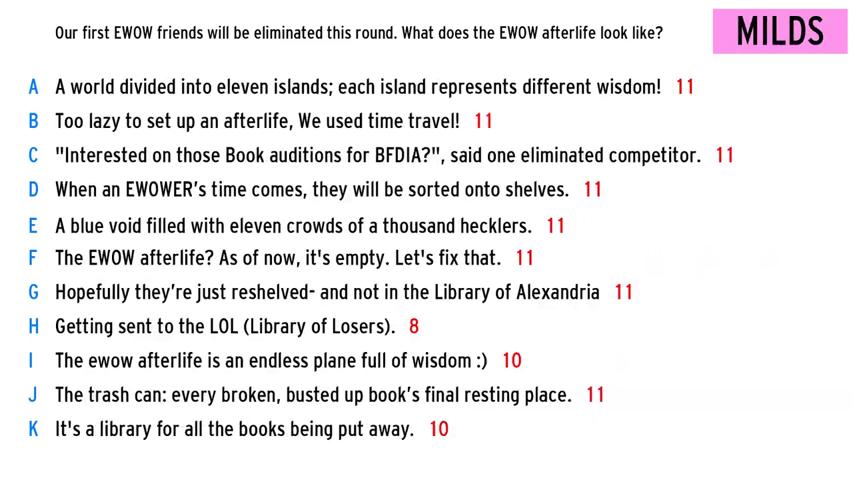 Our first EWOW friends will be eliminated this round. What does the EWOW afterlife look like?
MILDS
A A world divided into eleven islands; each island represents different wisdom! 11
B Too lazy to set up an afterlife, We used time travel! 11
C "Interested on those Book auditions for BFDIA?", said one eliminated competitor. 11
D When an EWOWER's time comes, they will be sorted onto shelves. 11
E A blue void filled with eleven crowds of a thousand hecklers. 11
F The EWOW afterlife? As of now, it's empty. Let's fix that. 11
G Hopefully they're just reshelved- and not in the Library of Alexandria 11
H Getting sent to the LOL (Library of Losers). 8
I The ewow afterlife is an endless plane full of wisdom :) 10
J The trash can: every broken, busted up book's final resting place. 11
K It's a library for all the books being put away. 10